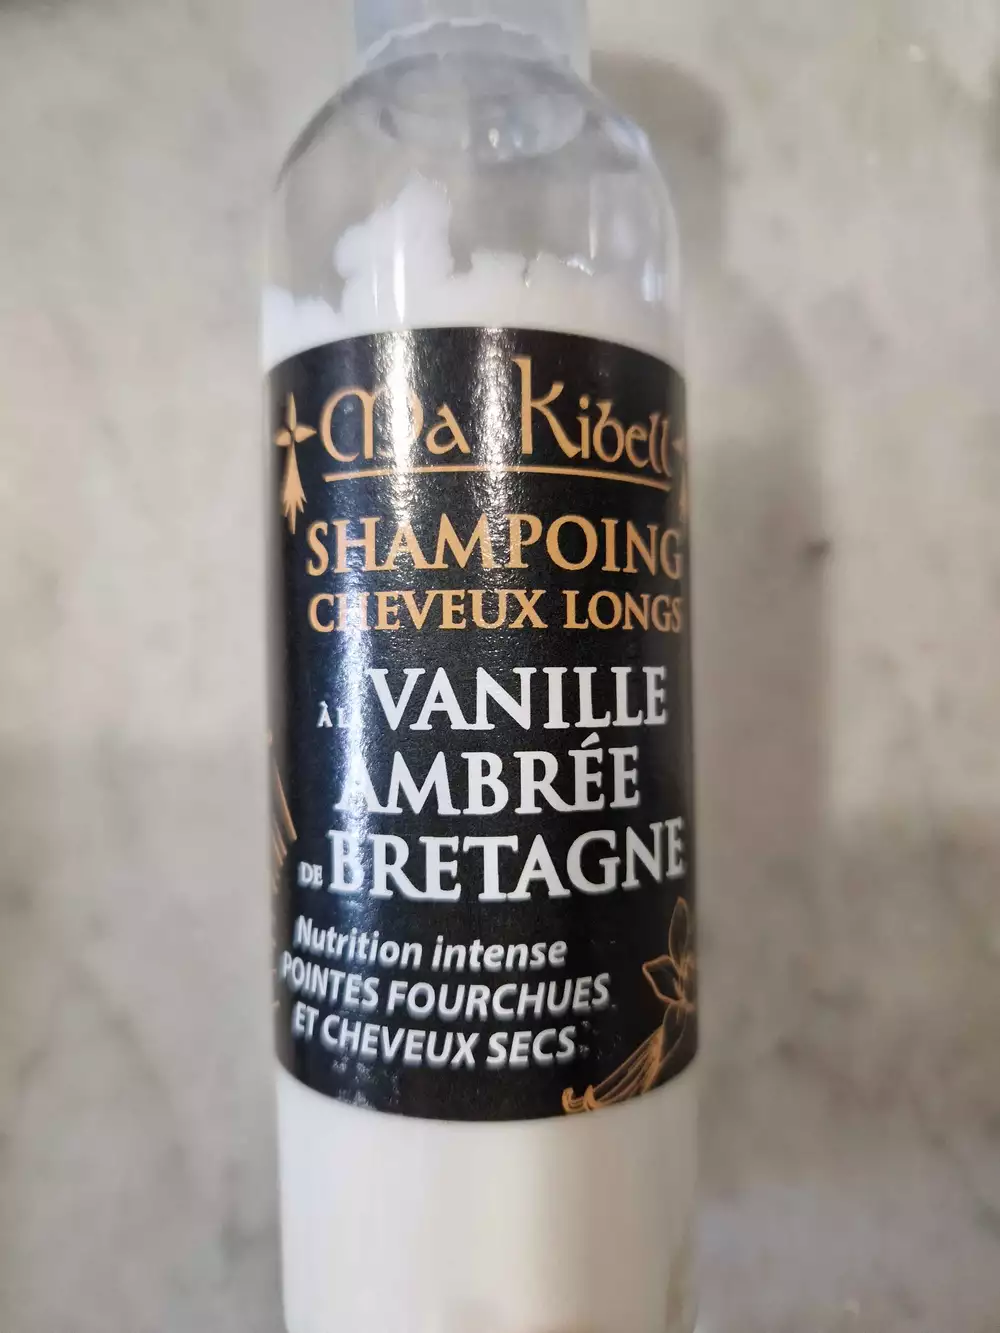 Ma Kibell
SHAMPOING
CHEVEUX LONGS
À LA VANILLE
AMBRÉE
DE BRETAGNE
Nutrition intense
POINTES FOURCHUES
ET CHEVEUX SECS